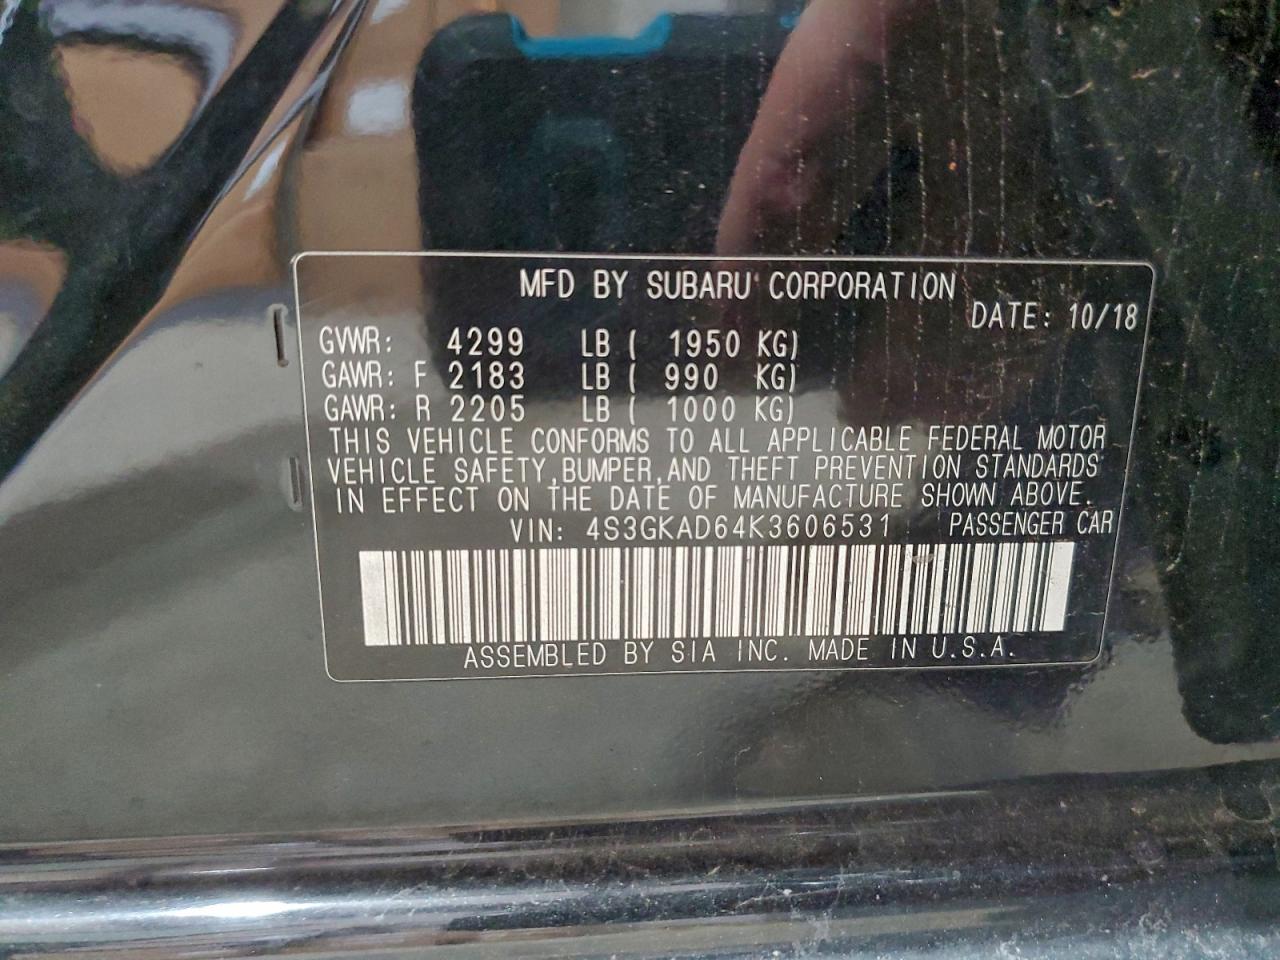 MFD BY SUBARU CORPORATION
DATE: 10/18
GVWR: 4299 LB ( 1950 KG)
GAWR: F 2183 LB ( 990 KG)
GAWR: R 2205 LB ( 1000 KG)
THIS VEHICLE CONFORMS TO ALL APPLICABLE FEDERAL MOTOR
VEHICLE SAFETY,BUMPER,AND THEFT PREVENTION STANDARDS
IN EFFECT ON THE DATE OF MANUFACTURE SHOWN ABOVE.
VIN: 4S3GKAD64K3606531 PASSENGER CAR
ASSEMBLED BY SIA INC. MADE IN U.S.A.